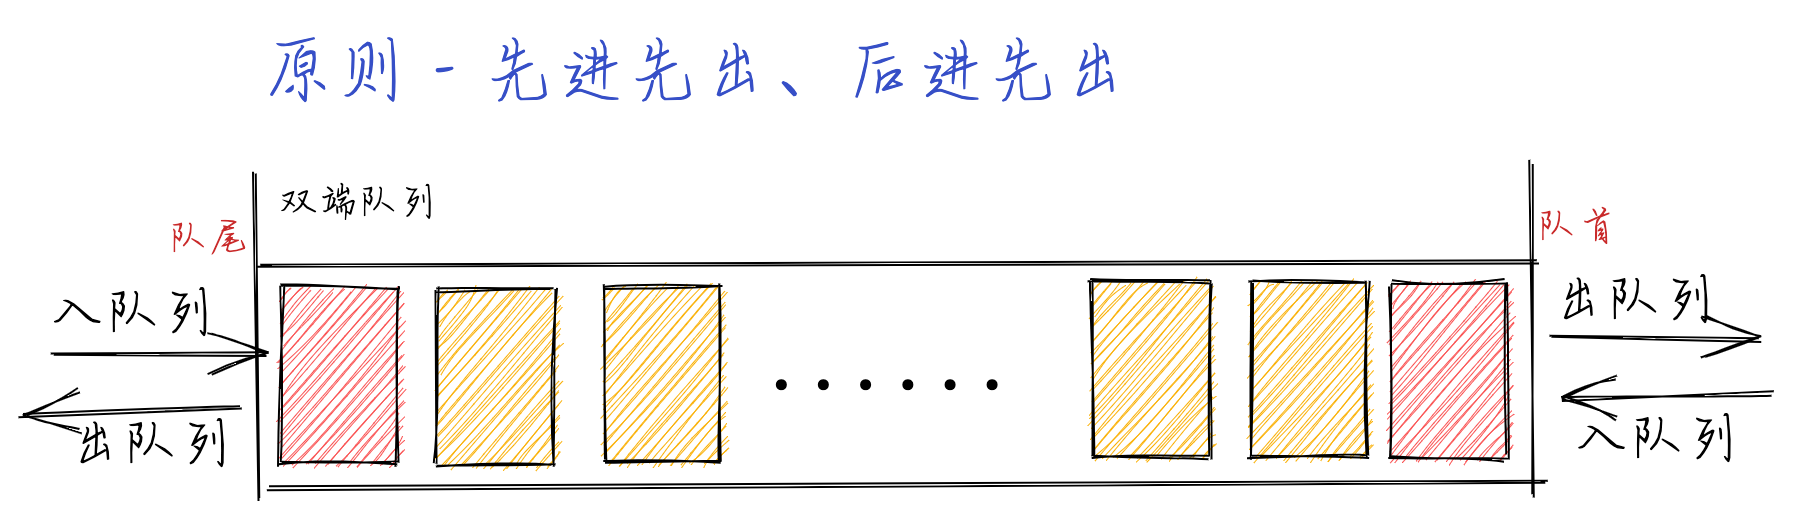 原则 - 先进先出、后进先出
双端队列
队尾
队首
入队列
出队列
出队列
入队列